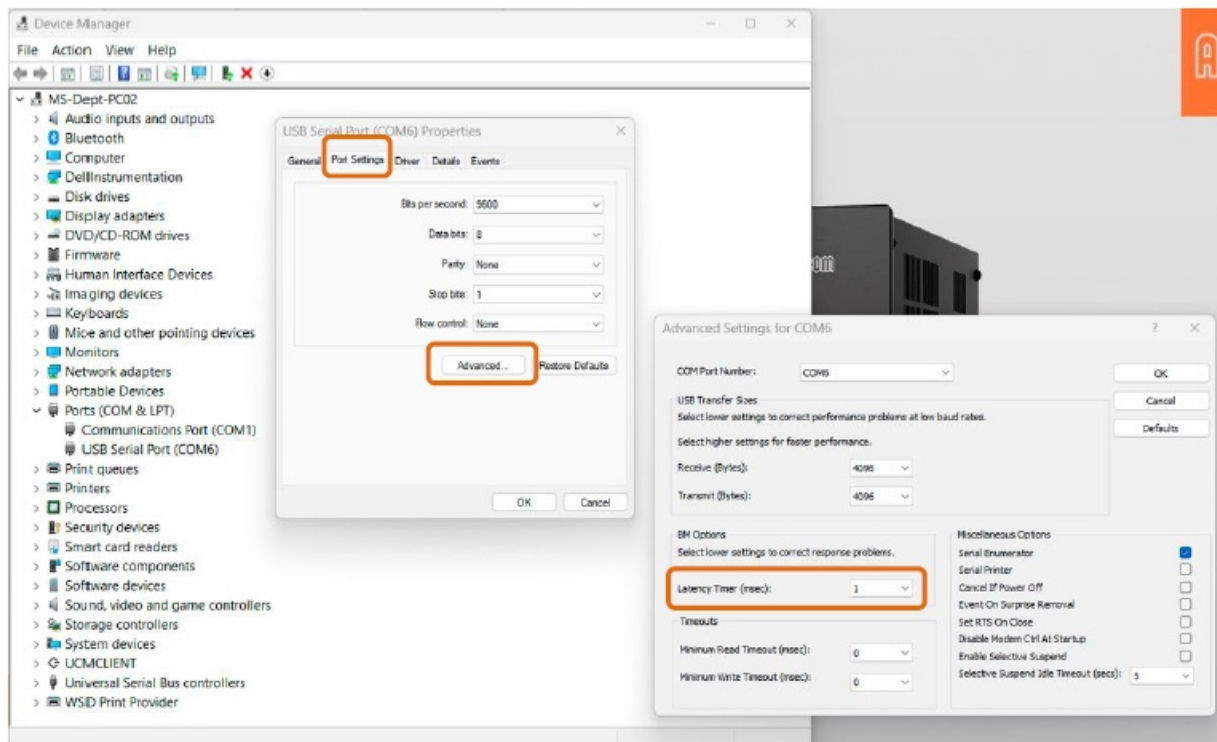 Device Manager
File Action View Help
MS-Dept-PC02
Audio inputs and outputs
Bluetooth
Computer
DellInstrumentation
Disk drives
Display adapters
DVD/CD-ROM drives
Firmware
Human Interface Devices
Imaging devices
Keyboards
Mice and other pointing devices
Monitors
Network adapters
Portable Devices
Ports (COM & LPT)
Communications Port (COM1)
USB Serial Port (COM6)
Print queues
Printers
Processors
Security devices
Smart card readers
Software components
Software devices
Sound, video and game controllers
Storage controllers
System devices
UCMCLIENT
Universal Serial Bus controllers
WSD Print Provider
USB Serial Port (COM6) Properties
General Port Settings Driver Details Events
Bits per second: 9600
Data bits: 8
Parity: None
Stop bits: 1
Flow control: None
Advanced... Restore Defaults
OK Cancel
Advanced Settings for COM6
COM Port Number: COM6
OK
Cancel
Defaults
USB Transfer Sizes
Select lower settings to correct performance problems at low baud rates.
Select higher settings for faster performance.
Receive (Bytes): 4096
Transmit (Bytes): 4096
BM Options
Select lower settings to correct response problems.
Latency Timer (msec): 1
Timeouts
Minimum Read Timeout (msec): 0
Minimum Write Timeout (msec): 0
Miscellaneous Options
Serial Enumerator
Serial Printer
Cancel If Power Off
Event On Surprise Removal
Set RTS On Close
Disable Modem Ctrl At Startup
Enable Selective Suspend
Selective Suspend Idle Timeout (secs): 5